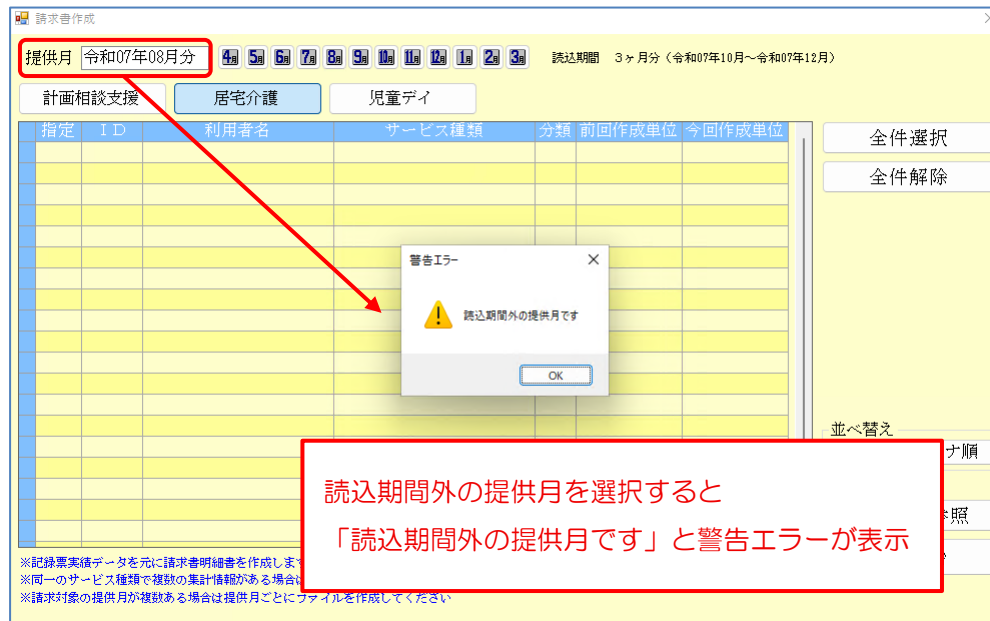 請求書作成
提供月 令和07年08月分 4月 5月 6月 7月 8月 9月 10月 11月 12月 1月 2月 3月 読込期間 3ヶ月分（令和07年10月～令和07年12月）
計画相談支援 居宅介護 児童デイ
指定 ID 利用者名 サービス種類 分類 前回作成単位 今回作成単位
全件選択
全件解除
警告エラー
読込期間外の提供月です
OK
並べ替え
ナ順
照
読込期間外の提供月を選択すると
「読込期間外の提供月です」と警告エラーが表示
※記録票実績データを元に請求書明細書を作成しま
※同一のサービス種類で複数の集計情報がある場合は
※請求対象の提供月が複数ある場合は提供月ごとにファイルを作成してください